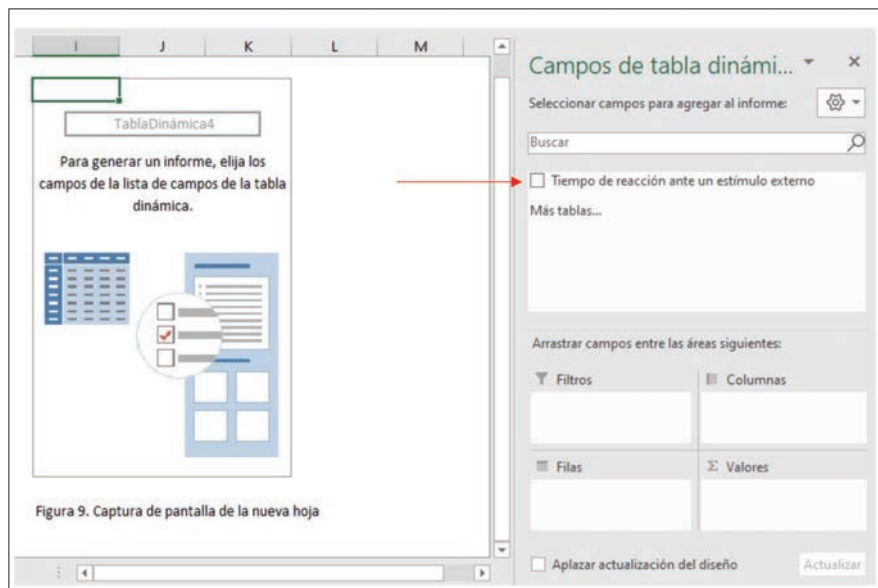 I J K L M
TablaDinámica4
Para generar un informe, elija los
campos de la lista de campos de la tabla
dinámica.
Figura 9. Captura de pantalla de la nueva hoja
Campos de tabla dinámi...
Seleccionar campos para agregar al informe:
Buscar
Tiempo de reacción ante un estímulo externo
Más tablas...
Arrastrar campos entre las áreas siguientes:
Filtros
Columnas
Filas
Σ Valores
Aplazar actualización del diseño
Actualizar